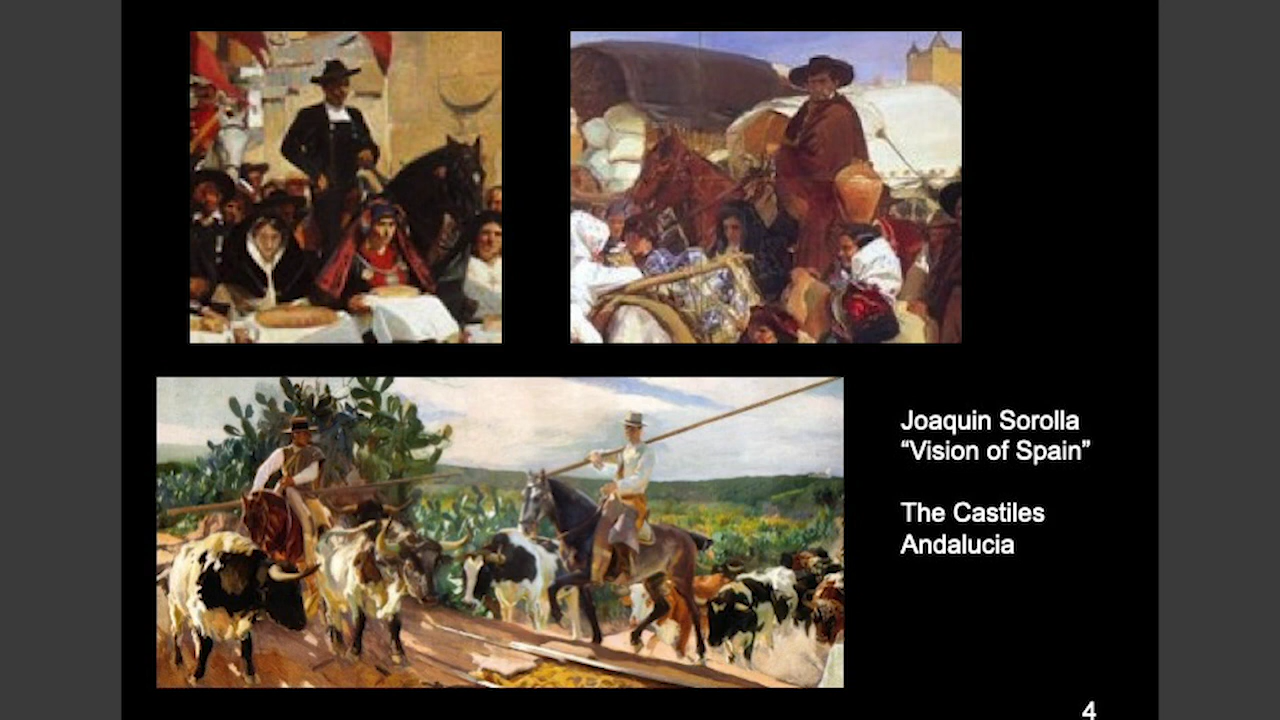 Joaquin Sorolla
“Vision of Spain”
The Castiles
Andalucia
4